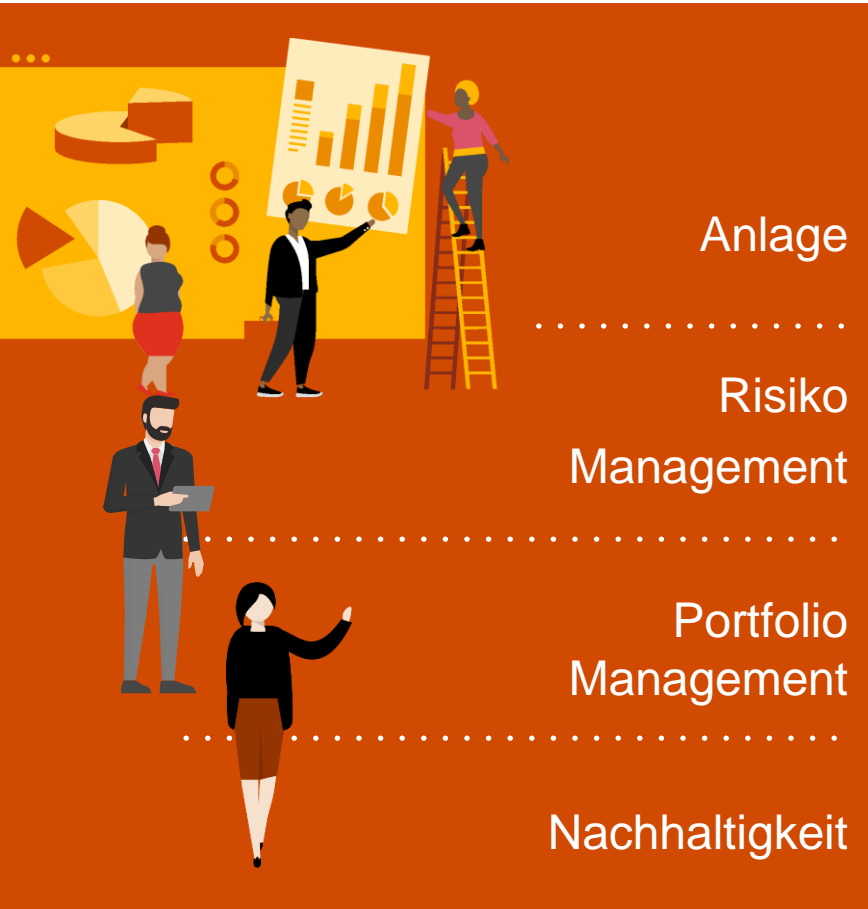 Anlage
Risiko
Management
Portfolio
Management
Nachhaltigkeit